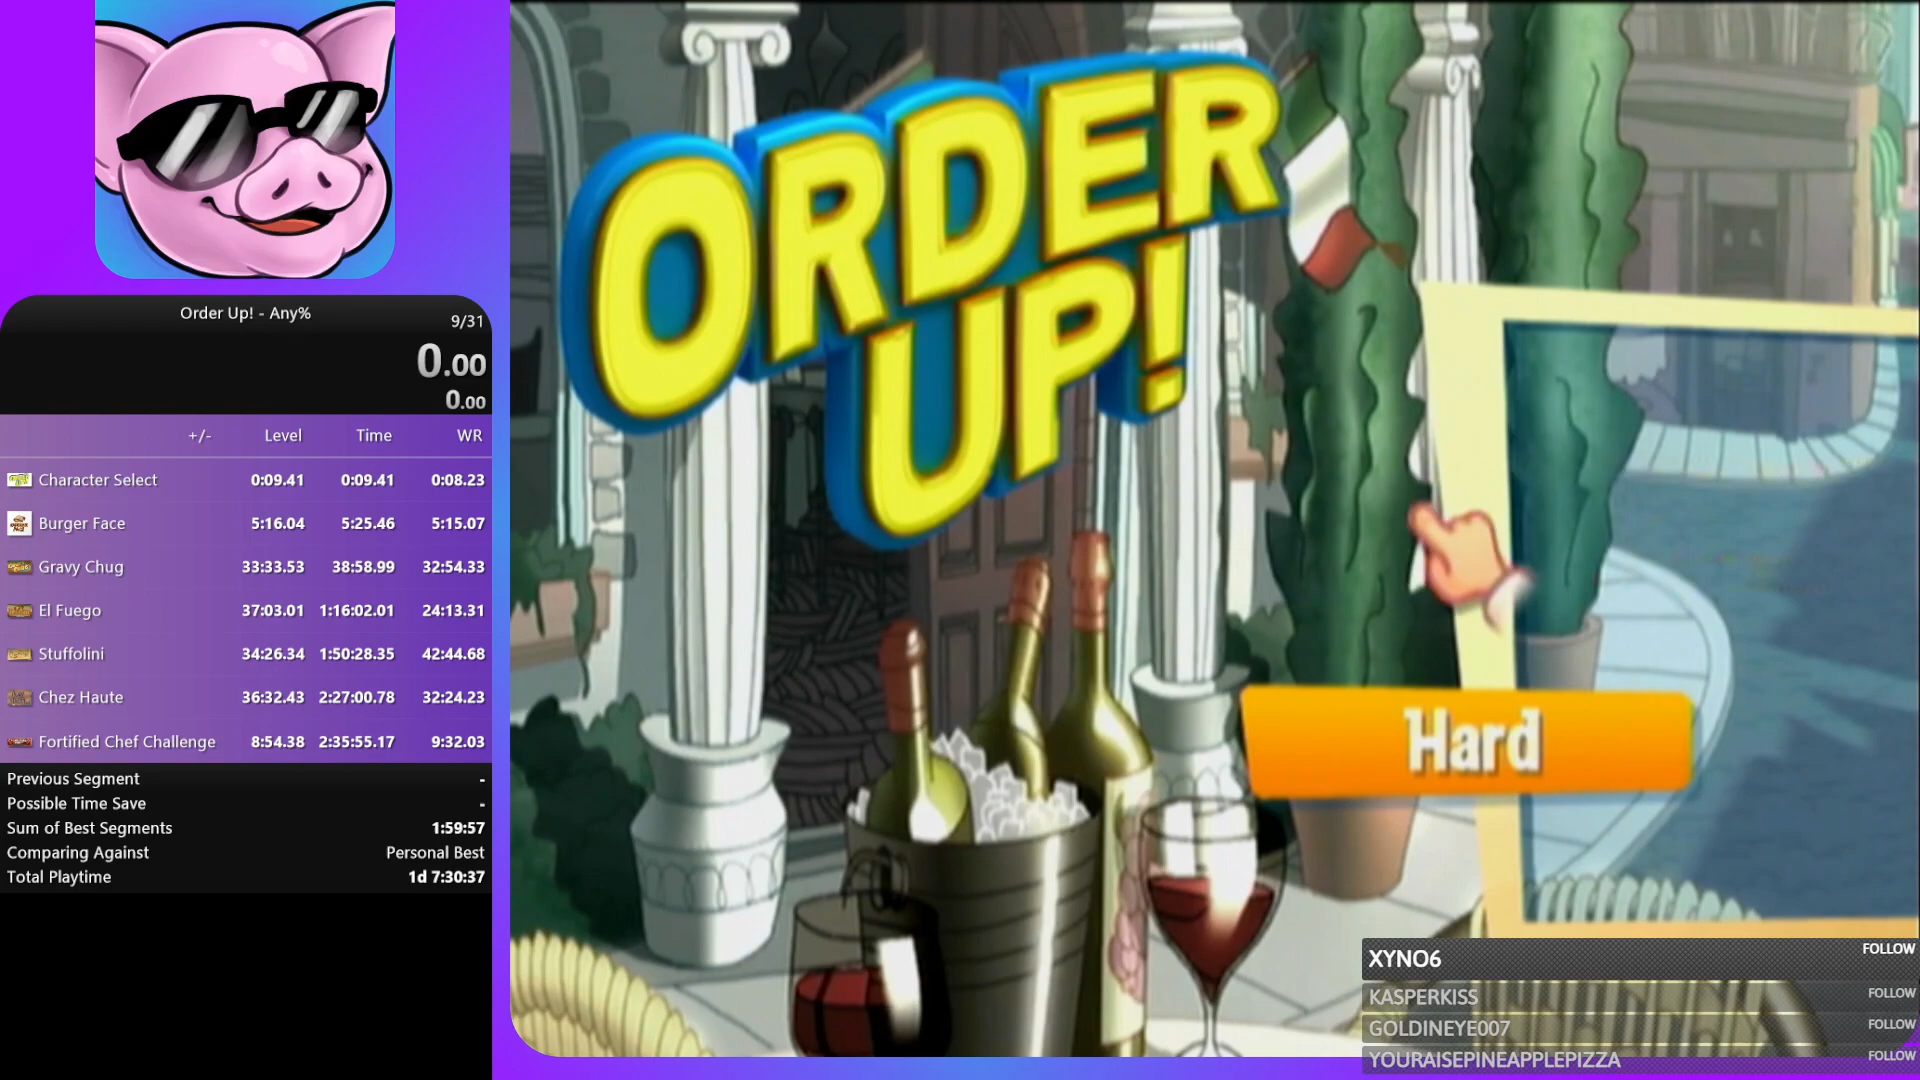 Order Up! - Any%
9/31
0.00
0.00
+/- Level Time WR
Character Select 0:09.41 0:09.41 0:08.23
Burger Face 5:16.04 5:25.46 5:15.07
Gravy Chug 33:33.53 38:58.99 32:54.33
El Fuego 37:03.01 1:16:02.01 24:13.31
Stuffolini 34:26.34 1:50:28.35 42:44.68
Chez Haute 36:32.43 2:27:00.78 32:24.23
Fortified Chef Challenge 8:54.38 2:35:55.17 9:32.03
Previous Segment -
Possible Time Save -
Sum of Best Segments 1:59:57
Comparing Against Personal Best
Total Playtime 1d 7:30:37
ORDER
UP!
Hard
XYNO6 FOLLOW
KASPERKISS FOLLOW
GOLDINEYE007 FOLLOW
YOURAISEPINEAPPLEPIZZA FOLLOW